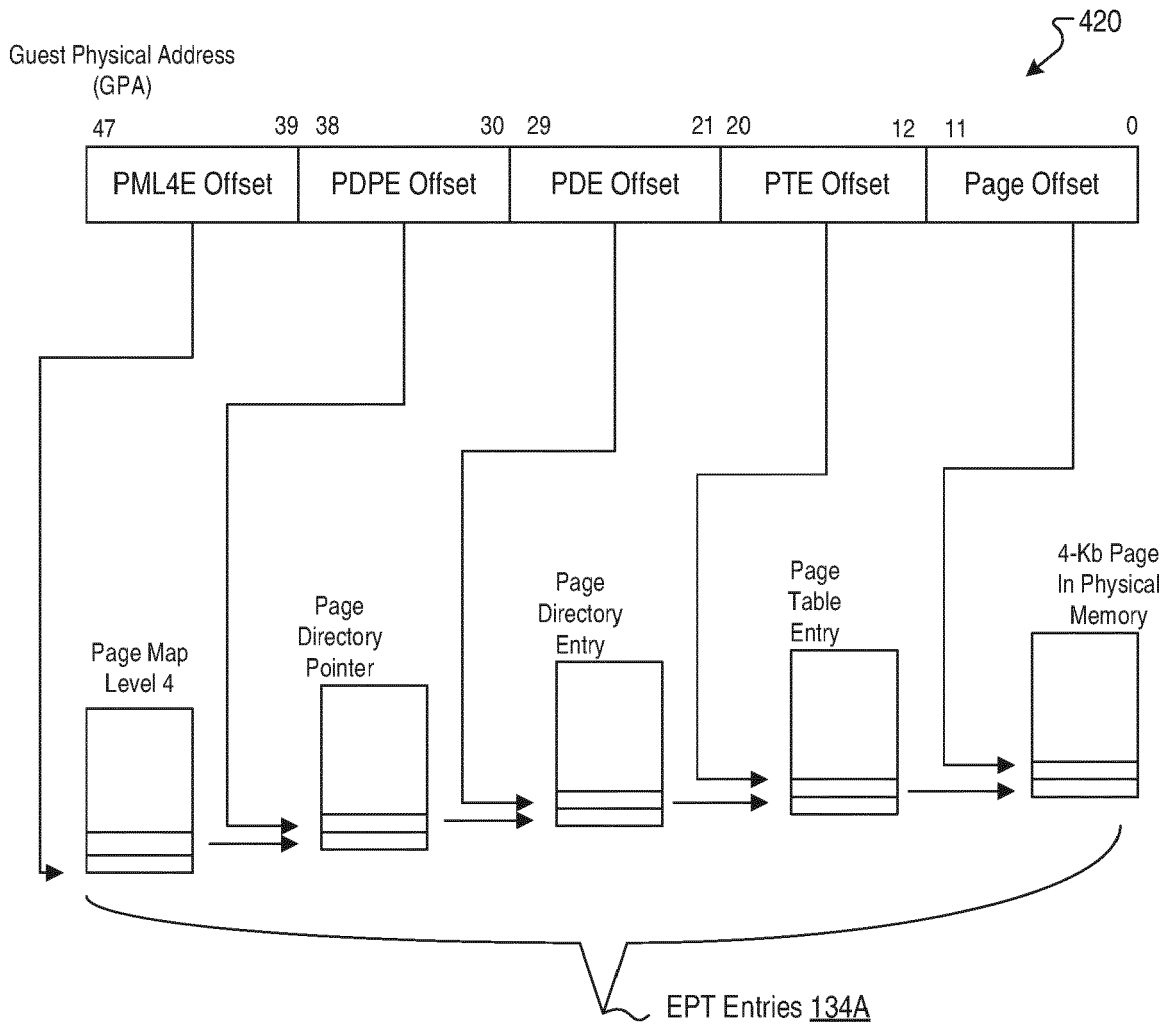 420
Guest Physical Address
(GPA)
47 39 38 30 29 21 20 12 11 0
PML4E Offset PDPE Offset PDE Offset PTE Offset Page Offset
4-Kb Page
In Physical
Memory
Page
Table
Entry
Page
Directory
Entry
Page
Directory
Pointer
Page Map
Level 4
EPT Entries 134A